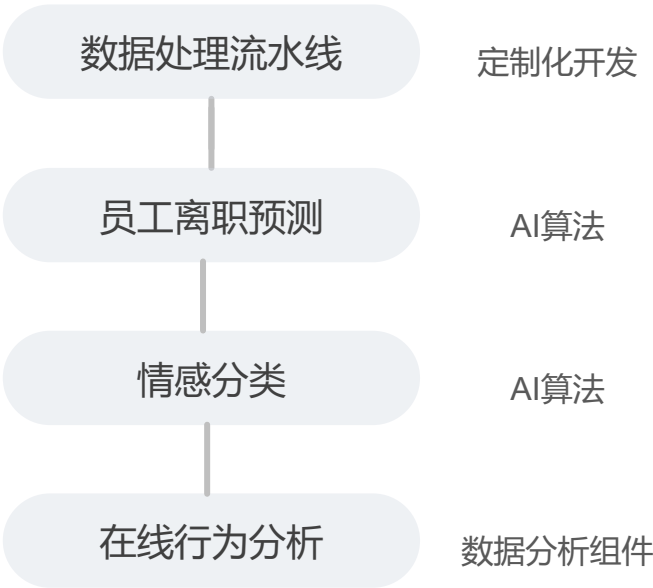 数据处理流水线
定制化开发
员工离职预测
AI算法
情感分类
AI算法
在线行为分析
数据分析组件